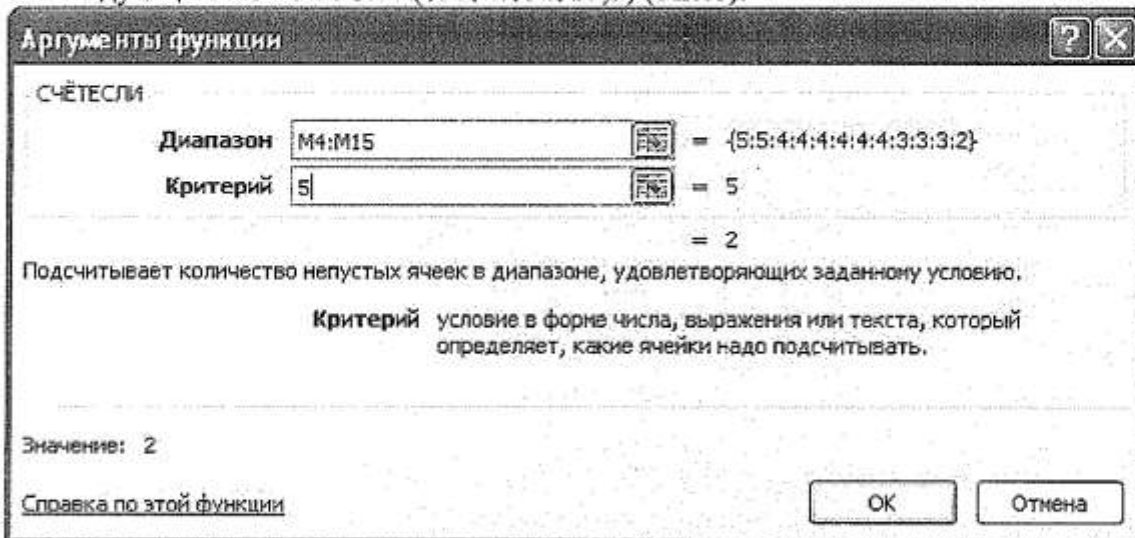 Аргументы функции
СЧЁТЕСЛИ
Диапазон M4:M15 = {5:5:4:4:4:4:4:4:3:3:3:2}
Критерий 5 = 5
= 2
Подсчитывает количество непустых ячеек в диапазоне, удовлетворяющих заданному условию.
Критерий условие в форме числа, выражения или текста, который
определяет, какие ячейки надо подсчитывать.
Значение: 2
Справка по этой функции OK Отмена